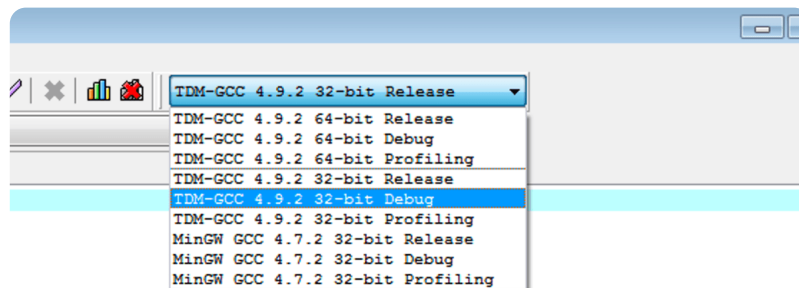 TDM-GCC 4.9.2 32-bit Release
TDM-GCC 4.9.2 64-bit Release
TDM-GCC 4.9.2 64-bit Debug
TDM-GCC 4.9.2 64-bit Profiling
TDM-GCC 4.9.2 32-bit Release
TDM-GCC 4.9.2 32-bit Debug
TDM-GCC 4.9.2 32-bit Profiling
MinGW GCC 4.7.2 32-bit Release
MinGW GCC 4.7.2 32-bit Debug
MinGW GCC 4.7.2 32-bit Profiling